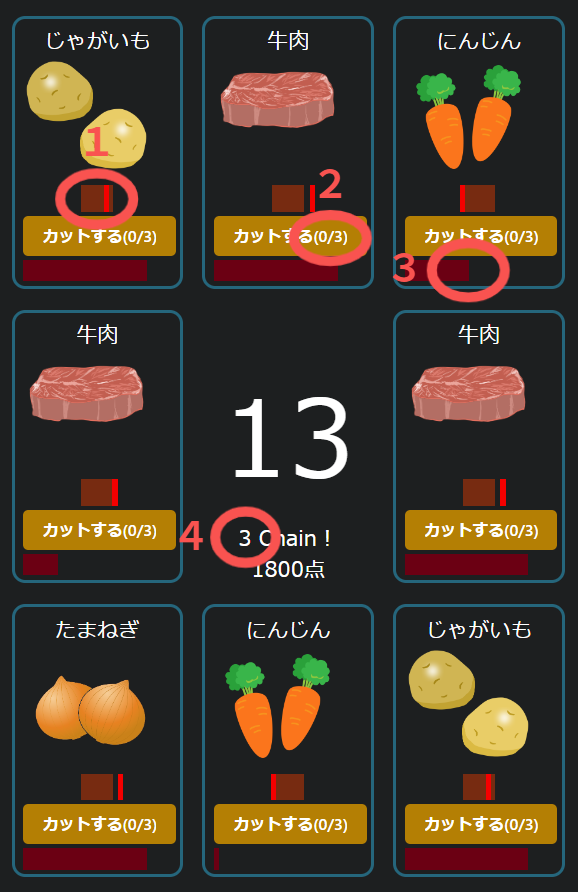 じゃがいも
牛肉
にんじん
1
2
カットする(0/3)
カットする(0/3)
カットする(0/3)
3
牛肉
牛肉
13
カットする(0/3)
カットする(0/3)
4
3 Chain !
1800点
たまねぎ
にんじん
じゃがいも
カットする(0/3)
カットする(0/3)
カットする(0/3)